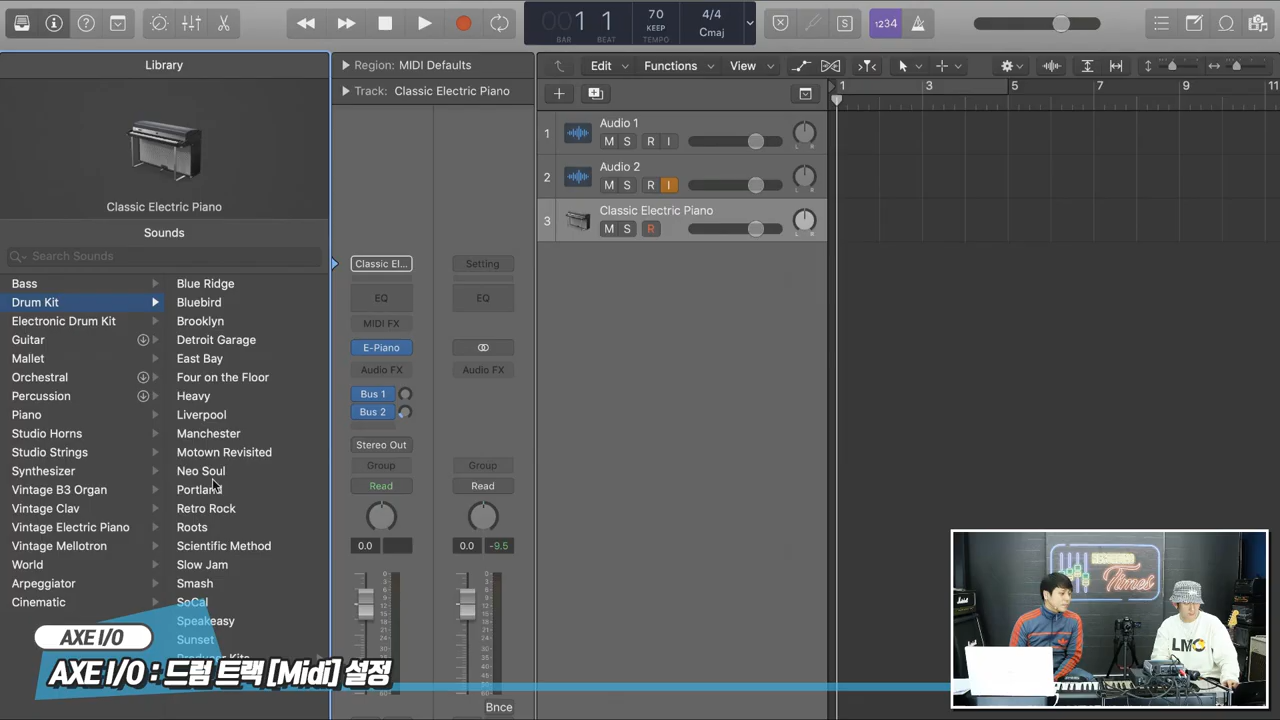 1 1
BAR BEAT
70
KEEP
TEMPO
4/4
Cmaj
S
1234
Library
Classic Electric Piano
Sounds
Search Sounds
Bass
Drum Kit
Electronic Drum Kit
Guitar
Mallet
Orchestral
Percussion
Piano
Studio Horns
Studio Strings
Synthesizer
Vintage B3 Organ
Vintage Clav
Vintage Electric Piano
Vintage Mellotron
World
Arpeggiator
Cinematic
Blue Ridge
Bluebird
Brooklyn
Detroit Garage
East Bay
Four on the Floor
Heavy
Liverpool
Manchester
Motown Revisited
Neo Soul
Portland
Retro Rock
Roots
Scientific Method
Slow Jam
Smash
SoCal
Speakeasy
Sunset
Region: MIDI Defaults
Track: Classic Electric Piano
Classic El...
EQ
MIDI FX
E-Piano
Audio FX
Bus 1
Bus 2
Stereo Out
Group
Read
0.0
Setting
EQ
Audio FX
Group
Read
0.0 -9.5
Bnce
Edit Functions View
1 3 5 7 9 11
1 Audio 1
M S R I
2 Audio 2
M S R I
3 Classic Electric Piano
M S R
Times
LMO
AXE I/O
AXE I/O : 드럼 트랙 [Midi] 설정